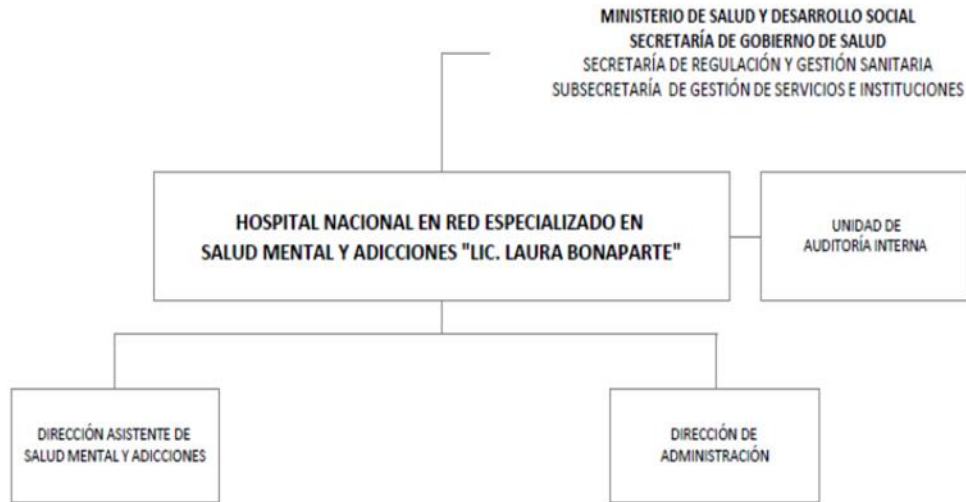 MINISTERIO DE SALUD Y DESARROLLO SOCIAL
SECRETARÍA DE GOBIERNO DE SALUD
SECRETARÍA DE REGULACIÓN Y GESTIÓN SANITARIA
SUBSECRETARÍA DE GESTIÓN DE SERVICIOS E INSTITUCIONES
HOSPITAL NACIONAL EN RED ESPECIALIZADO EN
SALUD MENTAL Y ADICCIONES "LIC. LAURA BONAPARTE"
UNIDAD DE
AUDITORÍA INTERNA
DIRECCIÓN ASISTENTE DE
SALUD MENTAL Y ADICCIONES
DIRECCIÓN DE
ADMINISTRACIÓN